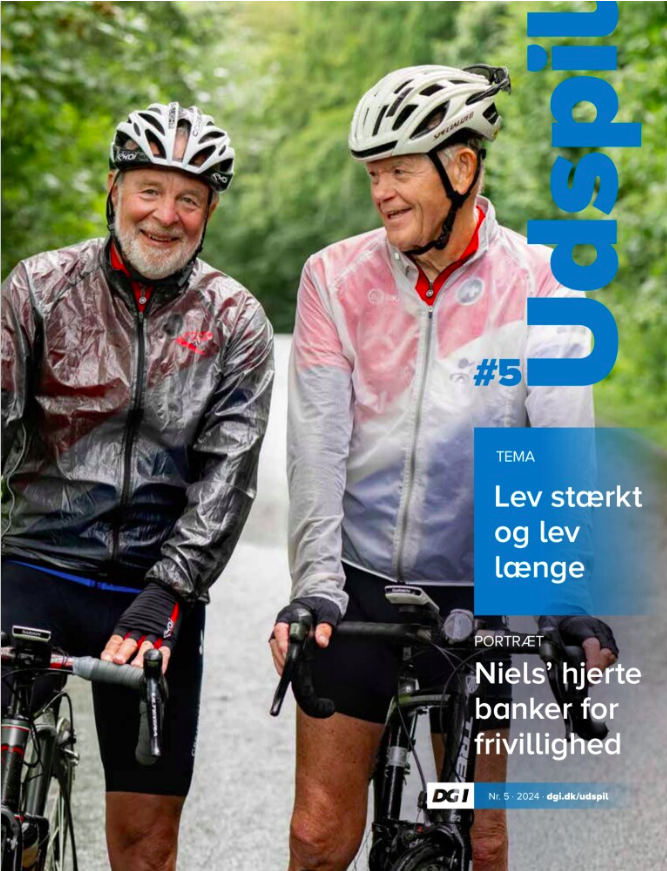 Udspil
#5
TEMA
Lev stærkt
og lev
længe
PORTRÆT
Niels’ hjerte
banker for
frivillighed
DGI
Nr. 5 · 2024 · dgi.dk/udspil
SPECIALIZED